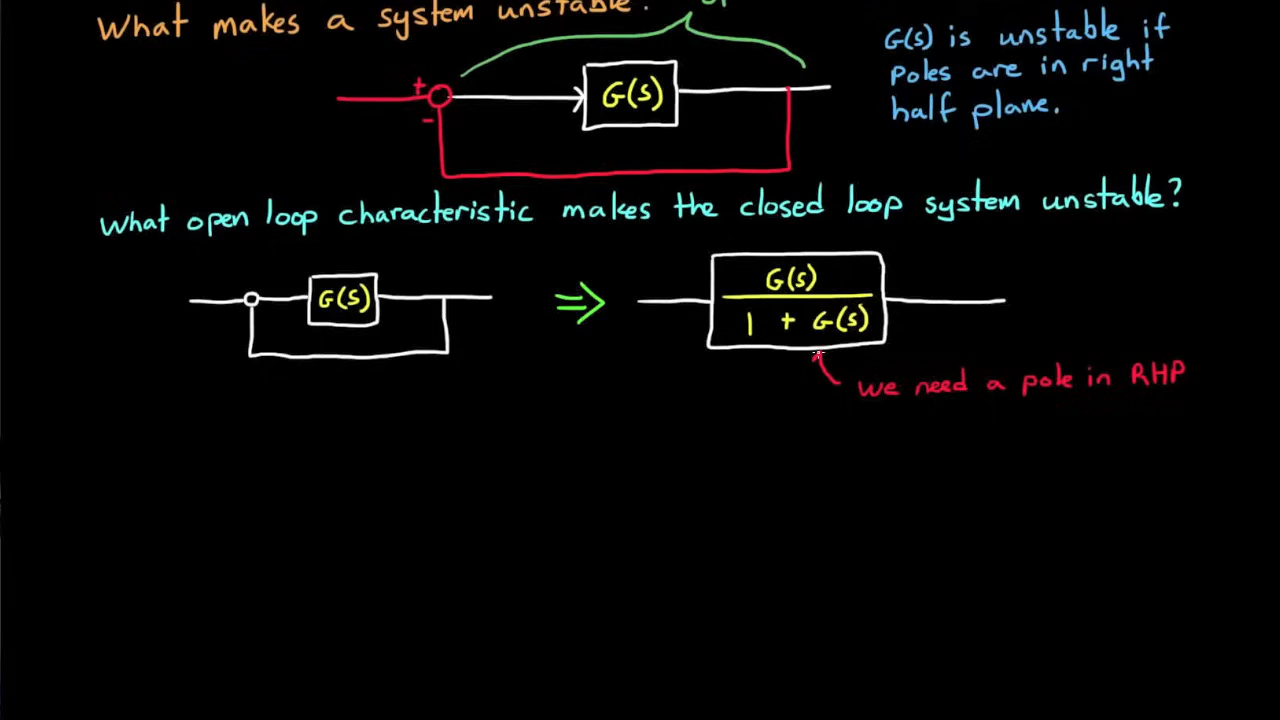 What makes a system unstable?
G(s) is unstable if
poles are in right
half plane.
+
G(s)
-
What open loop characteristic makes the closed loop system unstable?
G(s)
⇒
G(s)
1 + G(s)
we need a pole in RHP